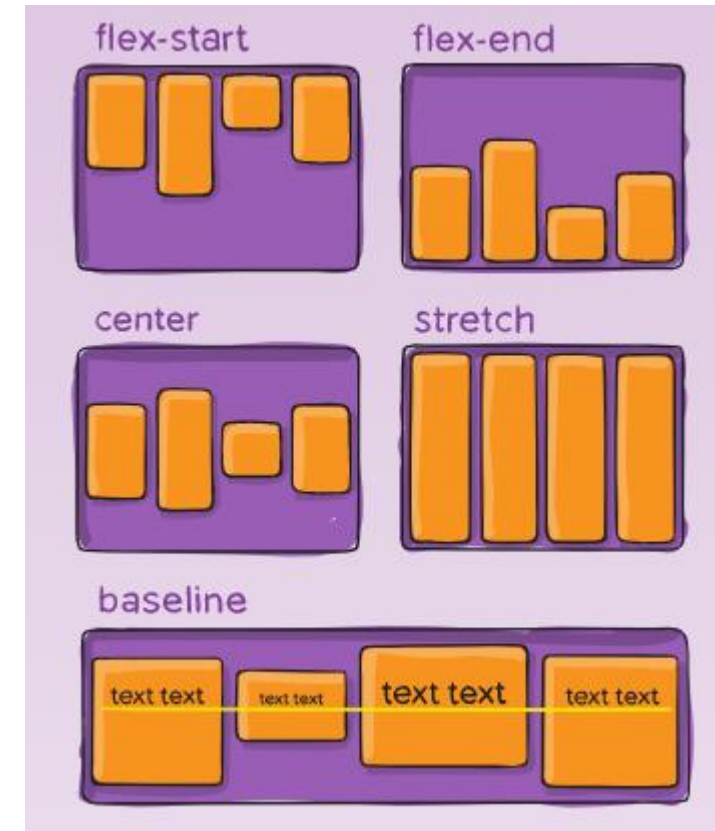 flex-start
flex-end
center
stretch
baseline
text text
text text
text text
text text